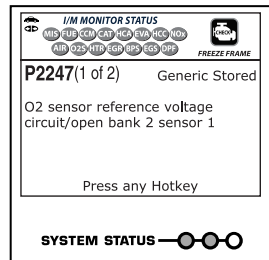 I/M MONITOR STATUS
MIS FUE CCM CAT HCA EVA HCC NOx
AIR O2S HTR EGR BPS EGS DPF
CHECK
FREEZE FRAME
P2247(1 of 2) Generic Stored
O2 sensor reference voltage
circuit/open bank 2 sensor 1
Press any Hotkey
SYSTEM STATUS